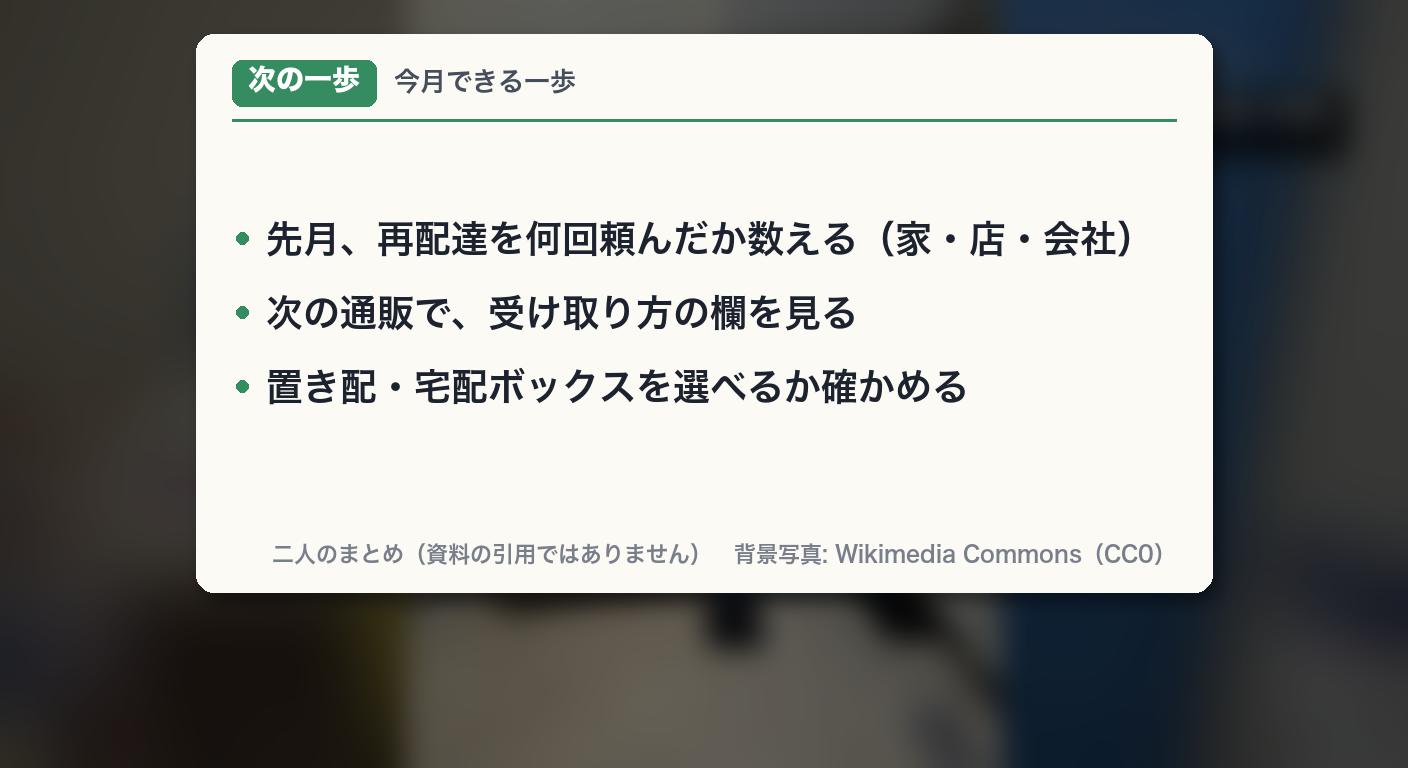 次の一歩 今月できる一歩
• 先月、再配達を何回頼んだか数える（家・店・会社）
• 次の通販で、受け取り方の欄を見る
• 置き配・宅配ボックスを選べるか確かめる
二人のまとめ（資料の引用ではありません） 背景写真: Wikimedia Commons（CC0）